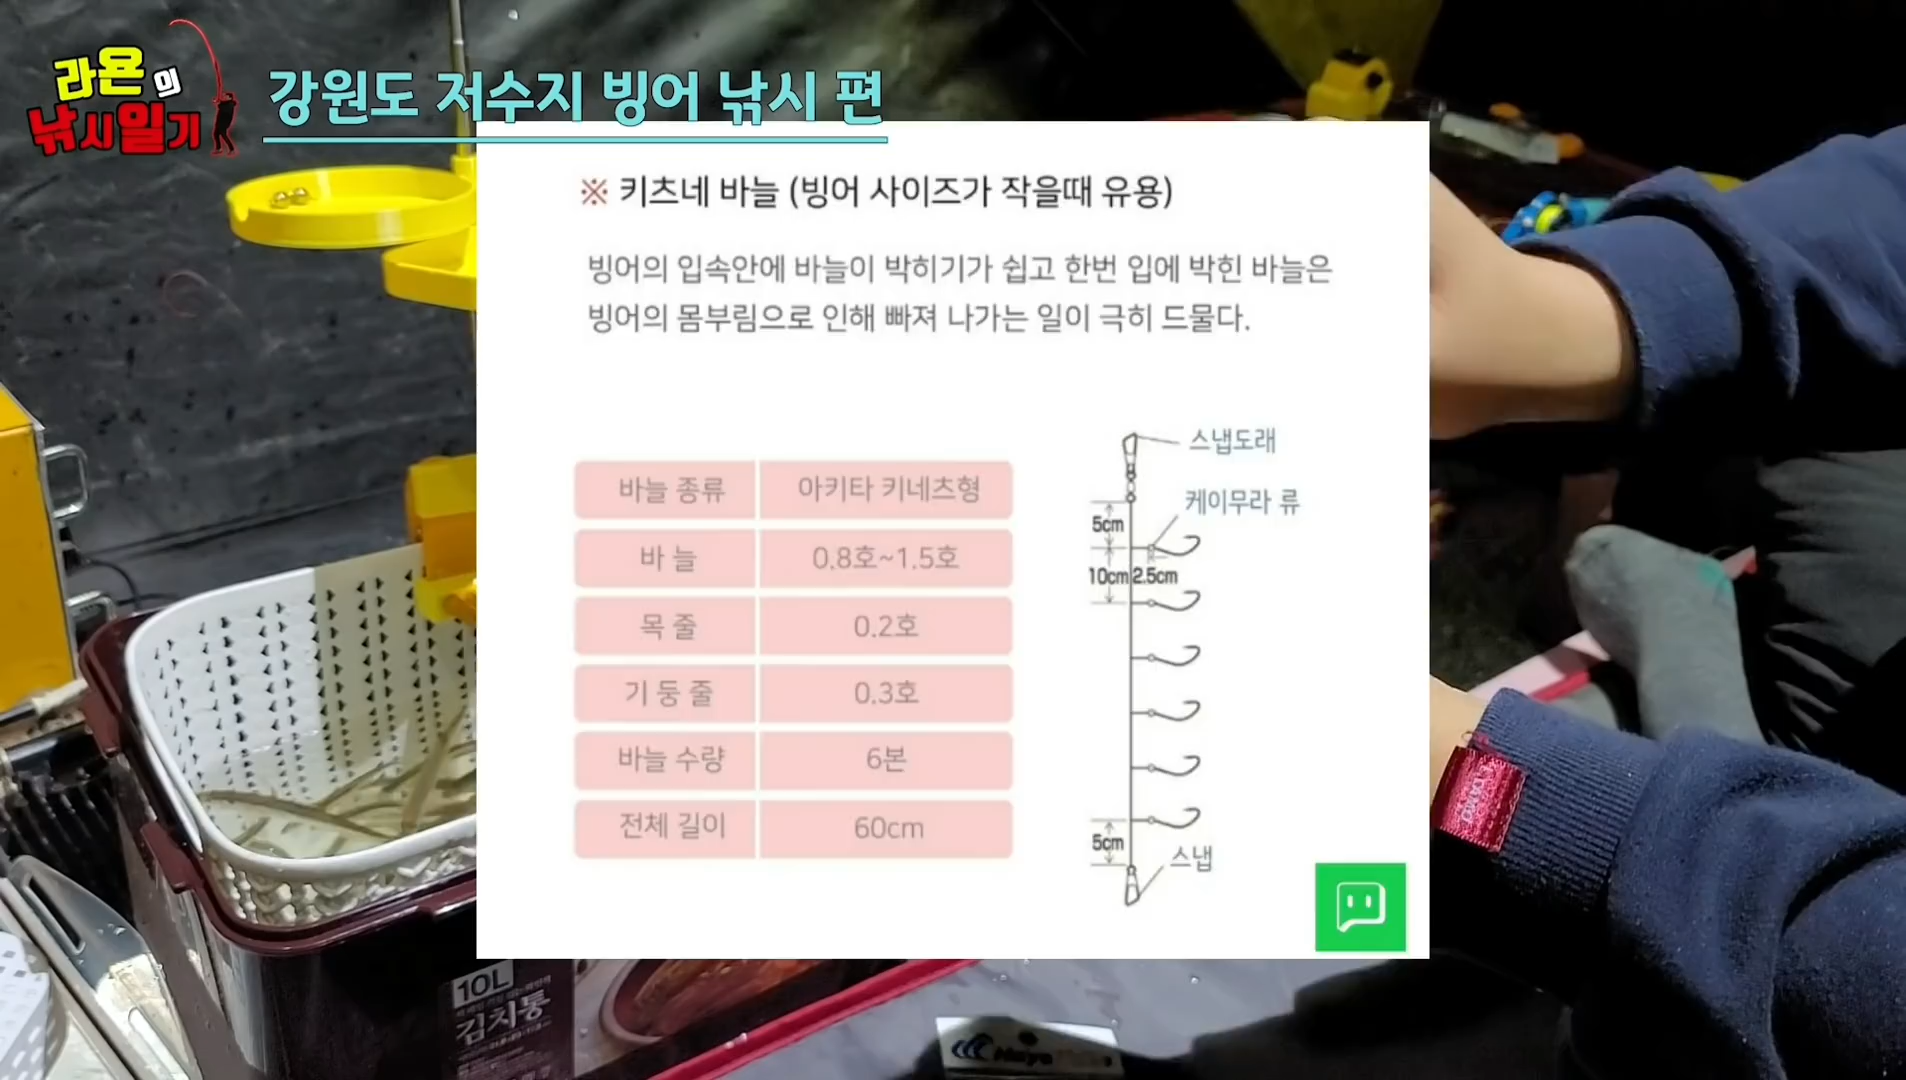 라욘의
낚시일기
강원도 저수지 빙어 낚시 편
※ 키츠네 바늘 (빙어 사이즈가 작을때 유용)
빙어의 입속안에 바늘이 박히기가 쉽고 한번 입에 박힌 바늘은
빙어의 몸부림으로 인해 빠져 나가는 일이 극히 드물다.
바늘 종류 아키타 키네츠형
바 늘 0.8호~1.5호
목 줄 0.2호
기 둥 줄 0.3호
바늘 수량 6본
전체 길이 60cm
스냅도래
케이무라 류
5cm
10cm 2.5cm
5cm
스냅
10L
김치통